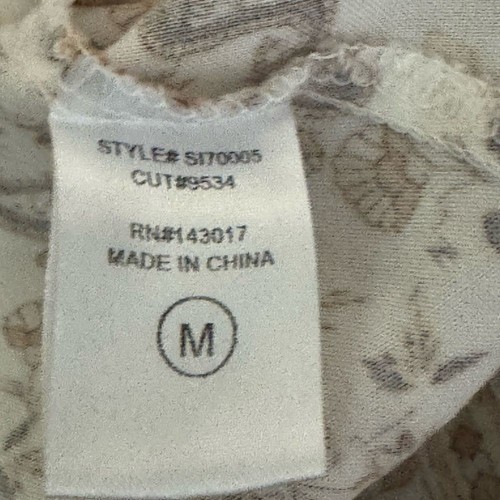 STYLE# SI70005
CUT#9534
RN#143017
MADE IN CHINA
M